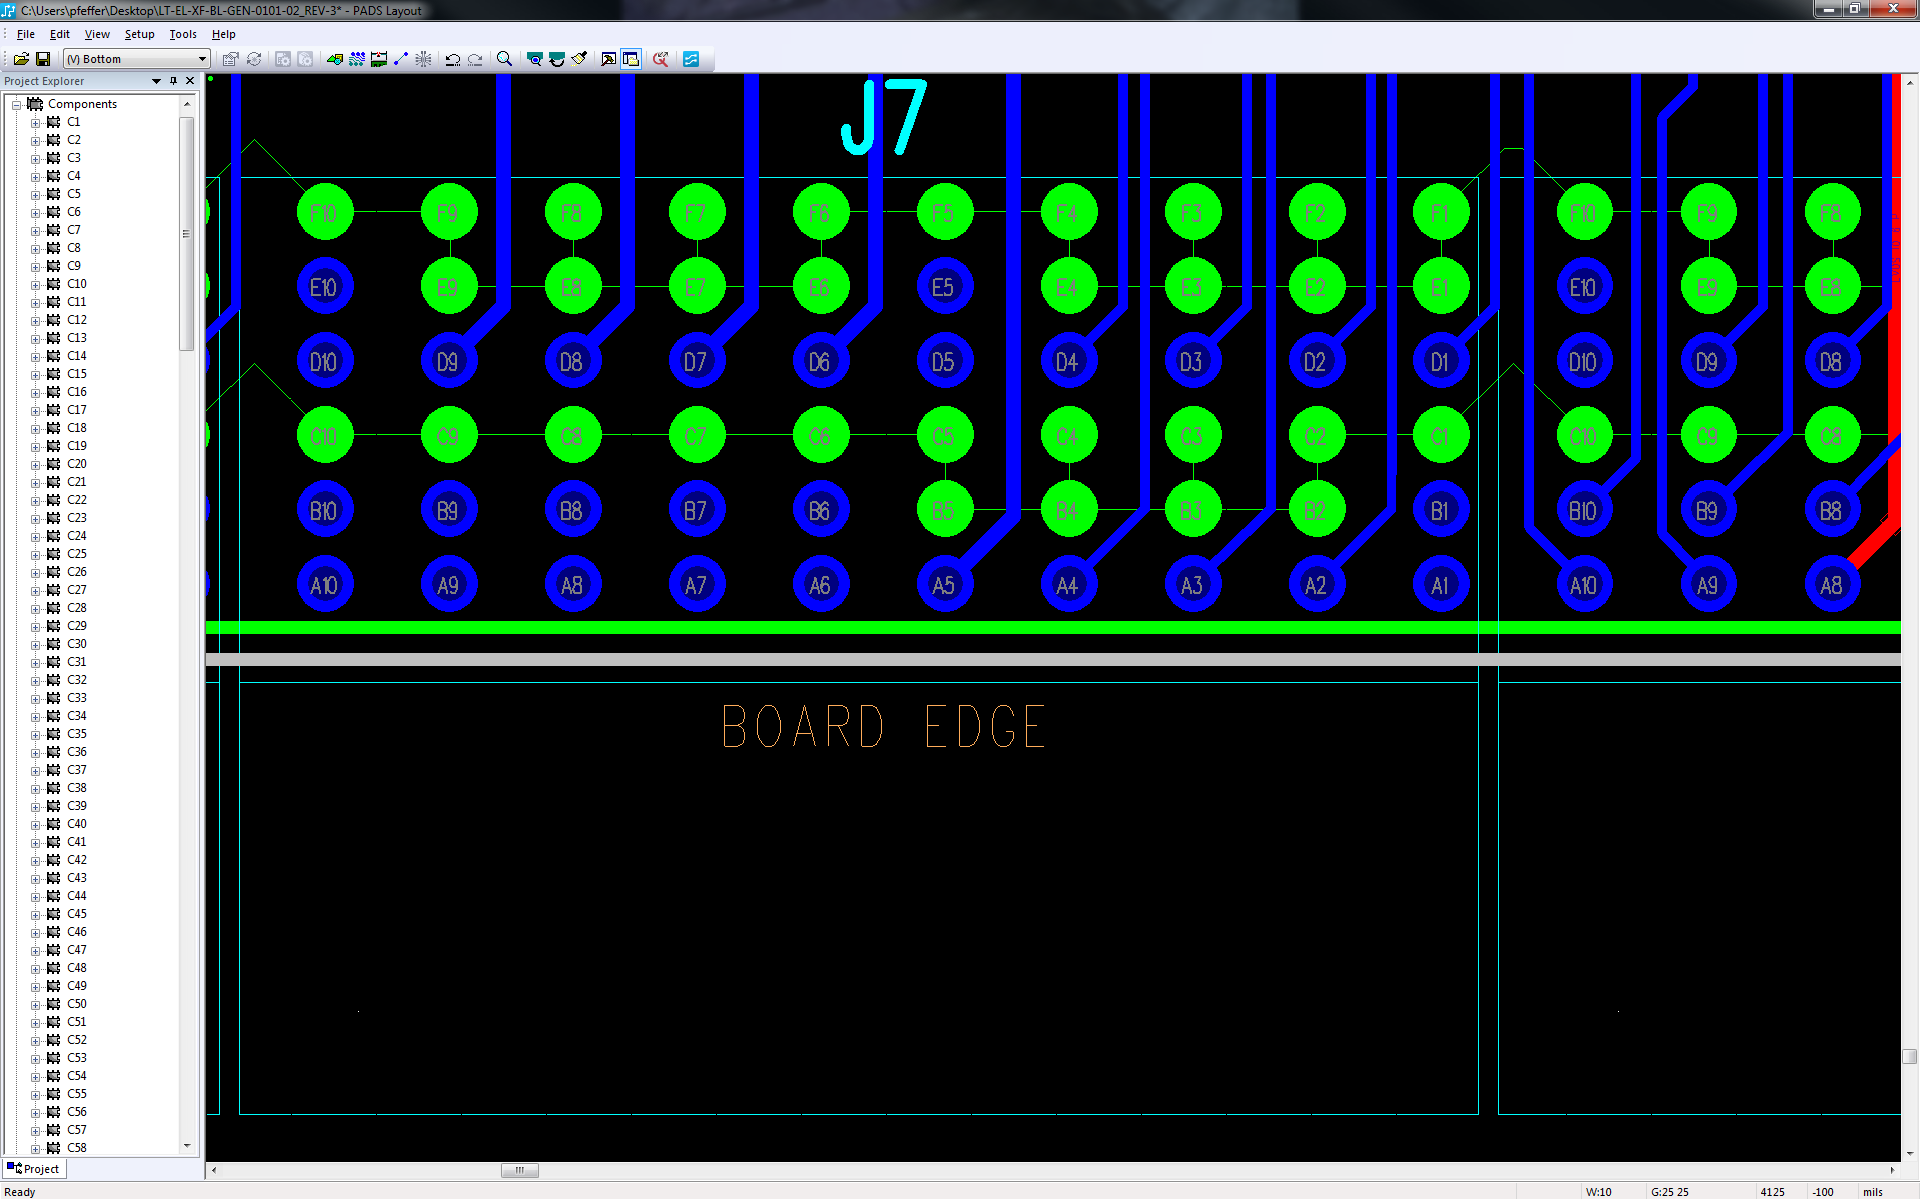 C:\Users\pfeffer\Desktop\LT-EL-XF-BL-GEN-0101-02_REV-3* - PADS Layout
File Edit View Setup Tools Help
(V) Bottom
Project Explorer
Components
C1
C2
C3
C4
C5
C6
C7
C8
C9
C10
C11
C12
C13
C14
C15
C16
C17
C18
C19
C20
C21
C22
C23
C24
C25
C26
C27
C28
C29
C30
C31
C32
C33
C34
C35
C36
C37
C38
C39
C40
C41
C42
C43
C44
C45
C46
C47
C48
C49
C50
C51
C52
C53
C54
C55
C56
C57
C58
Project
J7
F10 F9 F8 F7 F6 F5 F4 F3 F2 F1 F10 F9 F8
E10 E9 E8 E7 E6 E5 E4 E3 E2 E1 E10 E9 E8
D10 D9 D8 D7 D6 D5 D4 D3 D2 D1 D10 D9 D8
C10 C9 C8 C7 C6 C5 C4 C3 C2 C1 C10 C9 C8
B10 B9 B8 B7 B6 B5 B4 B3 B2 B1 B10 B9 B8
A10 A9 A8 A7 A6 A5 A4 A3 A2 A1 A10 A9 A8
BOARD EDGE
Ready W:10 G:25 25 4125 -100 mils